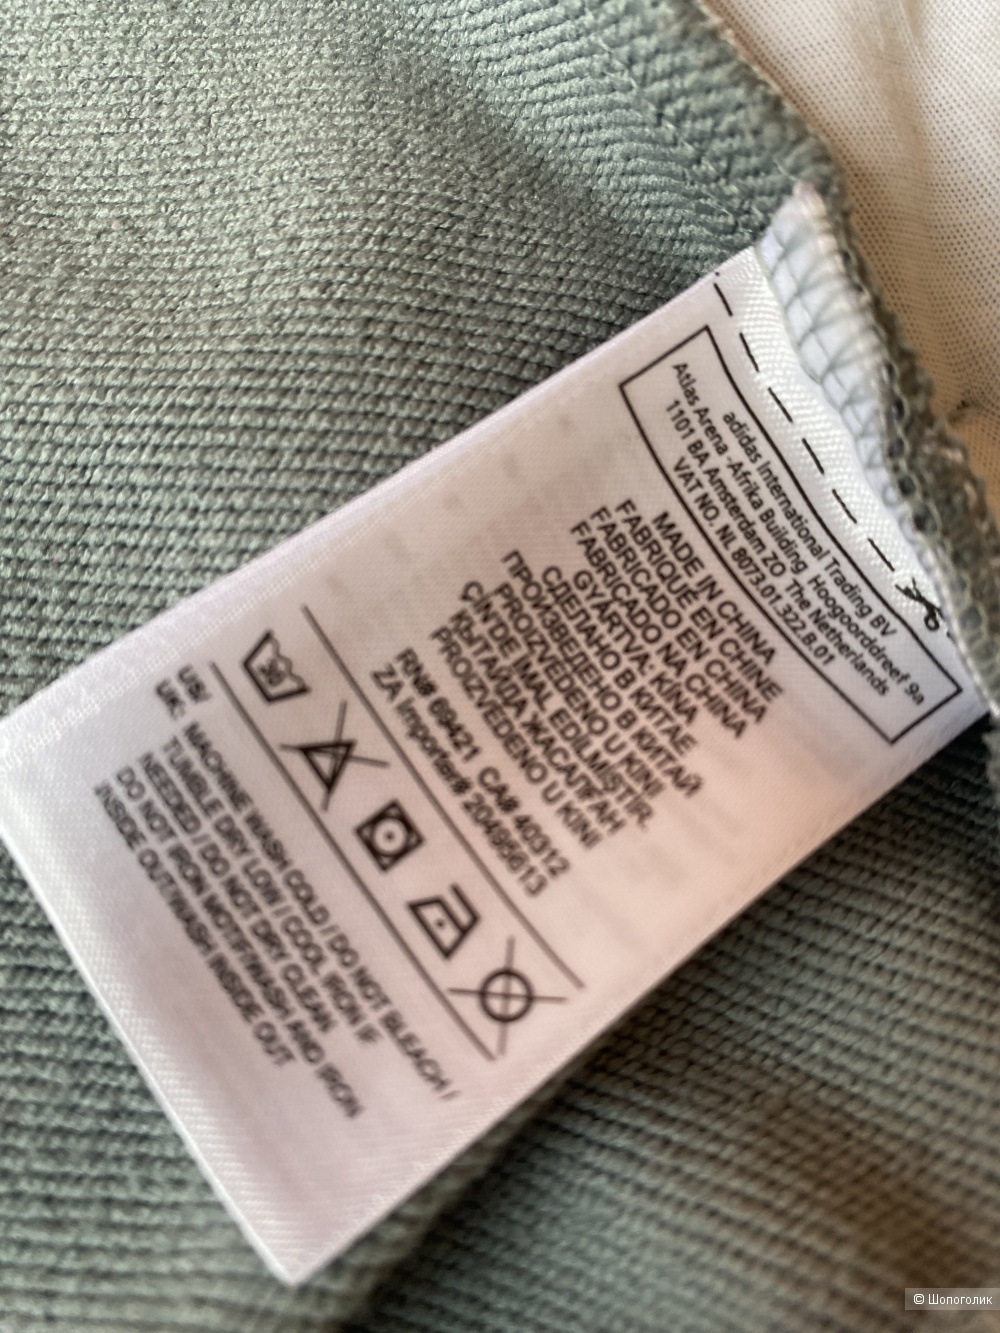 adidas International Trading BV
Atlas Arena -Afrika Building Hoogoorddreef 9a
1101 BA Amsterdam ZO The Netherlands
VAT NO. NL 8073.01.322.B.01
MADE IN CHINA
FABRIQUÉ EN CHINE
FABRICADO EN CHINA
FABRICADO NA CHINA
GYÁRTVA: KÍNA
СДЕЛАНО В КИТАЕ
ПРОИЗВЕДЕНО В КИТАЙ
PROIZVEDENO U KINI
ÇİN'DE İMAL EDİLMİŞTİR.
ҚЫТАЙДА ЖАСАЛҒАН
PROIZVEDENO U KINI
RN# 69421 CA# 40312
ZA Importer# 20495613
30
US/
UK: MACHINE WASH COLD / DO NOT BLEACH /
TUMBLE DRY LOW / COOL IRON IF
NEEDED / DO NOT DRY CLEAN
DO NOT IRON MOTIF/WASH AND IRON
INSIDE OUT/WASH INSIDE OUT
© Шопоголик